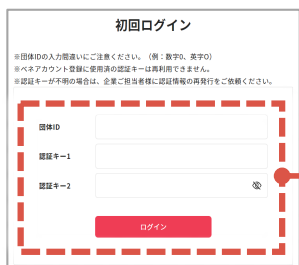 初回ログイン
※団体IDの入力間違いにご注意ください。（例：数字0、英字O）
※ベネアカウント登録に使用済の認証キーは再利用できません。
※認証キーが不明の場合は、企業ご担当者様に認証情報の再発行をご依頼ください。
団体ID
認証キー1
認証キー2
ログイン